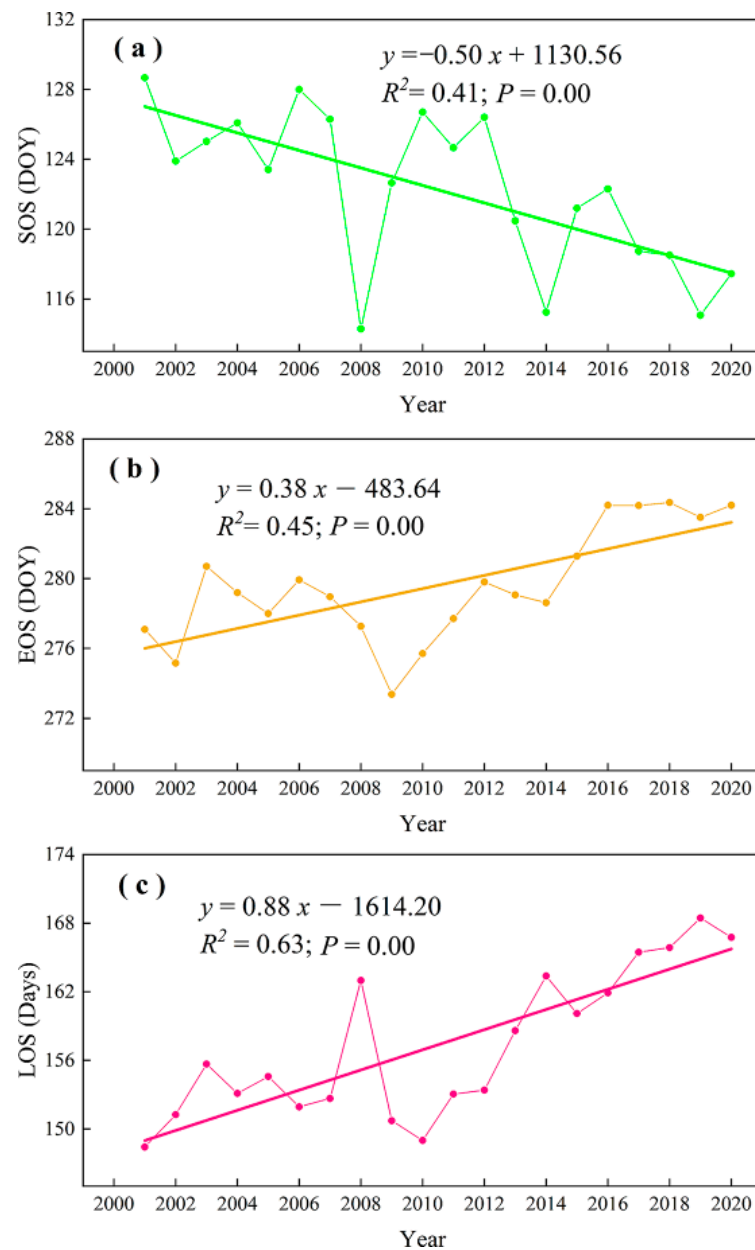 ( a )
y =−0.50 x + 1130.56
R²= 0.41; P = 0.00
132
128
124
120
116
SOS (DOY)
2000 2002 2004 2006 2008 2010 2012 2014 2016 2018 2020
Year
( b )
y = 0.38 x − 483.64
R²= 0.45; P = 0.00
288
284
280
276
272
EOS (DOY)
2000 2002 2004 2006 2008 2010 2012 2014 2016 2018 2020
Year
( c )
y = 0.88 x − 1614.20
R² = 0.63; P = 0.00
174
168
162
156
150
LOS (Days)
2000 2002 2004 2006 2008 2010 2012 2014 2016 2018 2020
Year